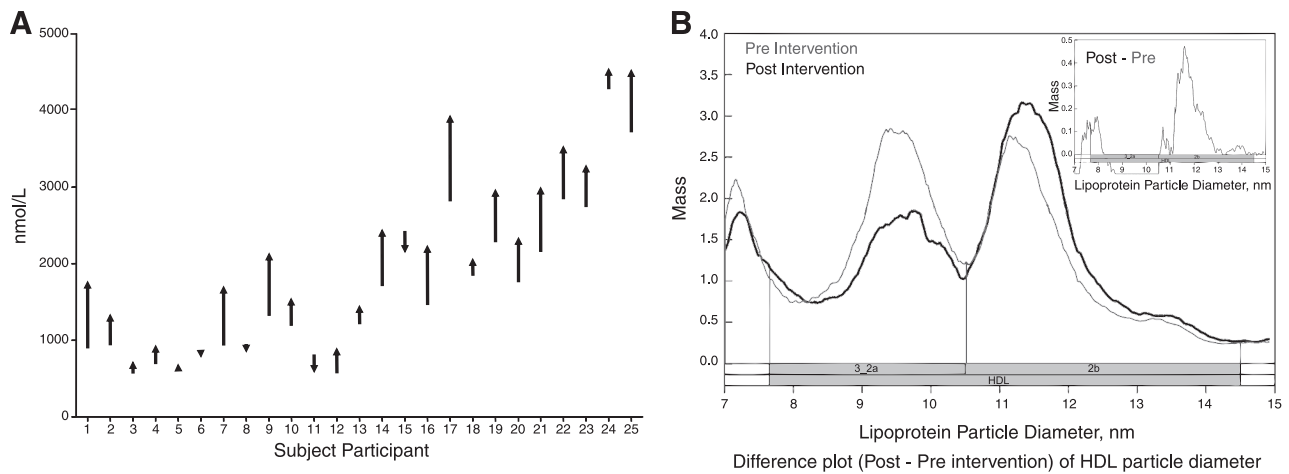 A
5000
4000
3000
2000
1000
0
nmol/L
1 2 3 4 5 6 7 8 9 10 11 12 13 14 15 16 17 18 19 20 21 22 23 24 25
Subject Participant
B
4.0
3.5
3.0
2.5
2.0
1.5
1.0
0.5
0.0
Mass
Pre Intervention
Post Intervention
0.5
0.4
0.3
0.2
0.1
0.0
Mass
Post - Pre
3_2a 2b
HDL
7 8 9 10 11 12 13 14 15
Lipoprotein Particle Diameter, nm
3_2a 2b
HDL
7 8 9 10 11 12 13 14 15
Lipoprotein Particle Diameter, nm
Difference plot (Post - Pre intervention) of HDL particle diameter